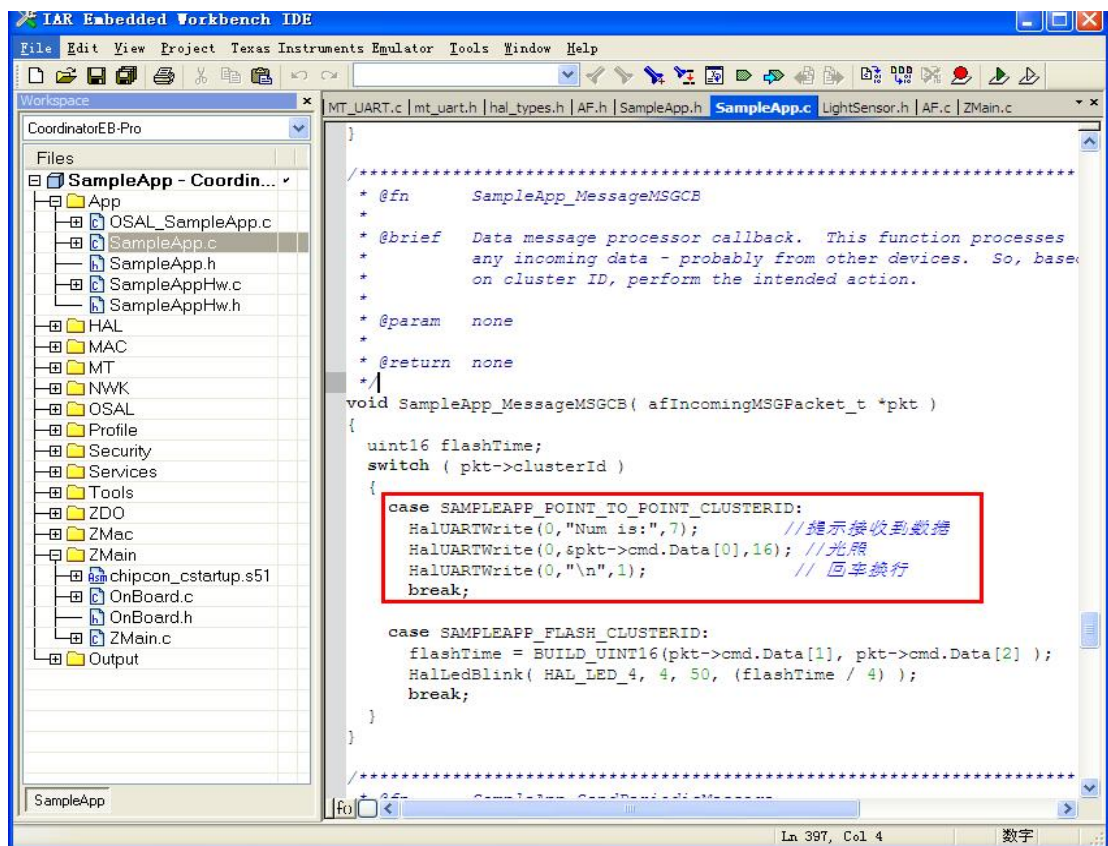 IAR Embedded Workbench IDE
File Edit View Project Texas Instruments Emulator Tools Window Help
Workspace
MT_UART.c | mt_uart.h | hal_types.h | AF.h | SampleApp.h | SampleApp.c | LightSensor.h | AF.c | ZMain.c
CoordinatorEB-Pro
Files
SampleApp - Coordin...
App
OSAL_SampleApp.c
SampleApp.c
SampleApp.h
SampleAppHw.c
SampleAppHw.h
HAL
MAC
MT
NWK
OSAL
Profile
Security
Services
Tools
ZDO
ZMac
ZMain
chipcon_cstartup.s51
OnBoard.c
OnBoard.h
ZMain.c
Output
SampleApp
}
/*********************************************************************
* @fn SampleApp_MessageMSGCB
*
* @brief Data message processor callback. This function processes
* any incoming data - probably from other devices. So, base
* on cluster ID, perform the intended action.
*
* @param none
*
* @return none
*/
void SampleApp_MessageMSGCB( afIncomingMSGPacket_t *pkt )
{
uint16 flashTime;
switch ( pkt->clusterId )
{
case SAMPLEAPP_POINT_TO_POINT_CLUSTERID:
HalUARTWrite(0,"Num is:",7); //提示接收到数据
HalUARTWrite(0,&pkt->cmd.Data[0],16); //光照
HalUARTWrite(0,"\n",1); // 回车换行
break;
case SAMPLEAPP_FLASH_CLUSTERID:
flashTime = BUILD_UINT16(pkt->cmd.Data[1], pkt->cmd.Data[2] );
HalLedBlink( HAL_LED_4, 4, 50, (flashTime / 4) );
break;
}
}
/*********************************************************************
f()
Ln 397, Col 4 数字